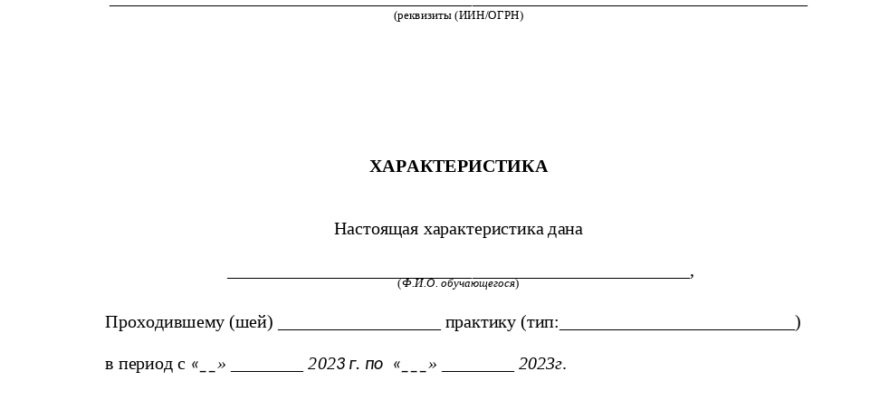 (реквизиты (ИИН/ОГРН)
ХАРАКТЕРИСТИКА
Настоящая характеристика дана
__________________________________________________,
(Ф.И.О. обучающегося)
Проходившему (шей) __________________ практику (тип:__________________________)
в период с «__» ________ 2023 г. по «___» ________ 2023г.